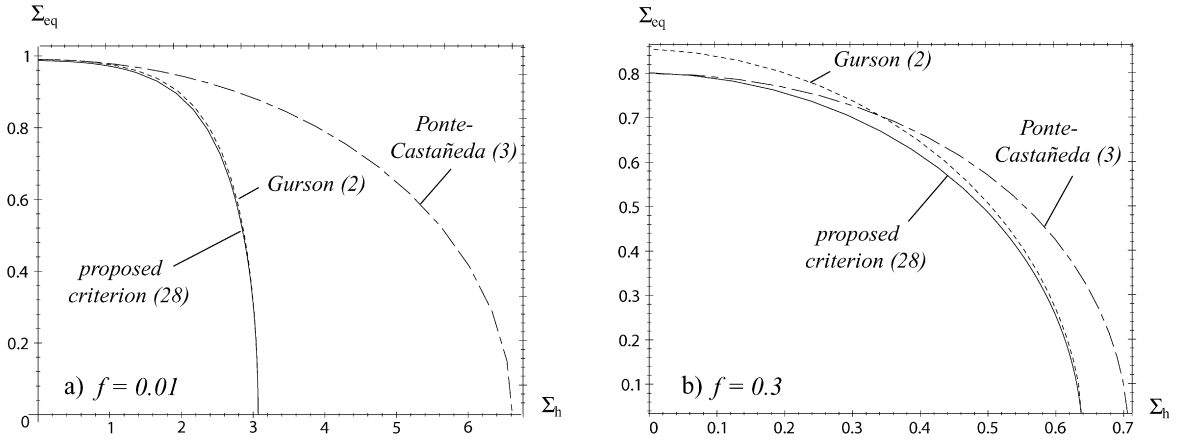 Σeq
1
0.8
0.6
0.4
0.2
0
1
2
3
4
5
6
Σh
Ponte-
Castañeda (3)
Gurson (2)
proposed
criterion (28)
a) f = 0.01
Σeq
0.8
0.7
0.6
0.5
0.4
0.3
0.2
0.1
0
0.1
0.2
0.3
0.4
0.5
0.6
0.7
Σh
Gurson (2)
Ponte-
Castañeda (3)
proposed
criterion (28)
b) f = 0.3